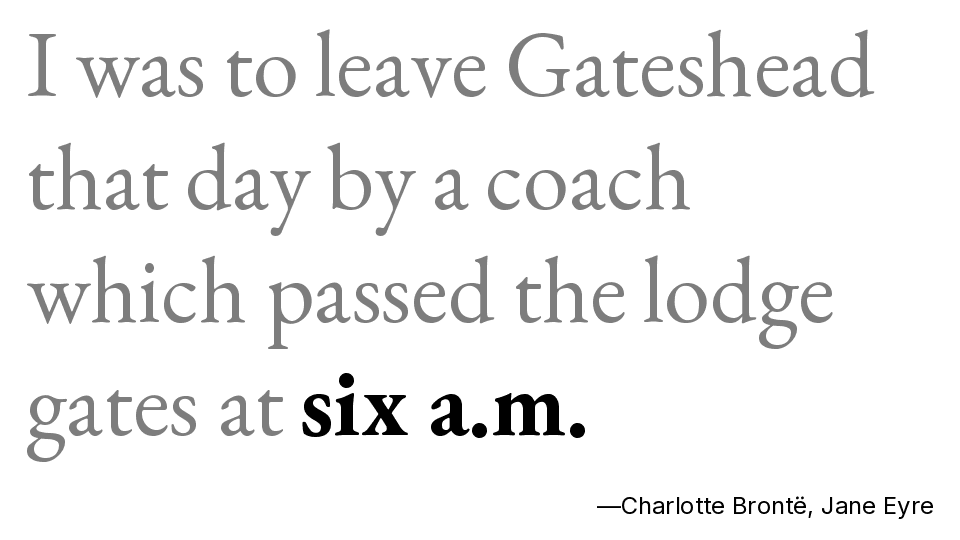 I was to leave Gateshead
that day by a coach
which passed the lodge
gates at six a.m.
—Charlotte Brontë, Jane Eyre